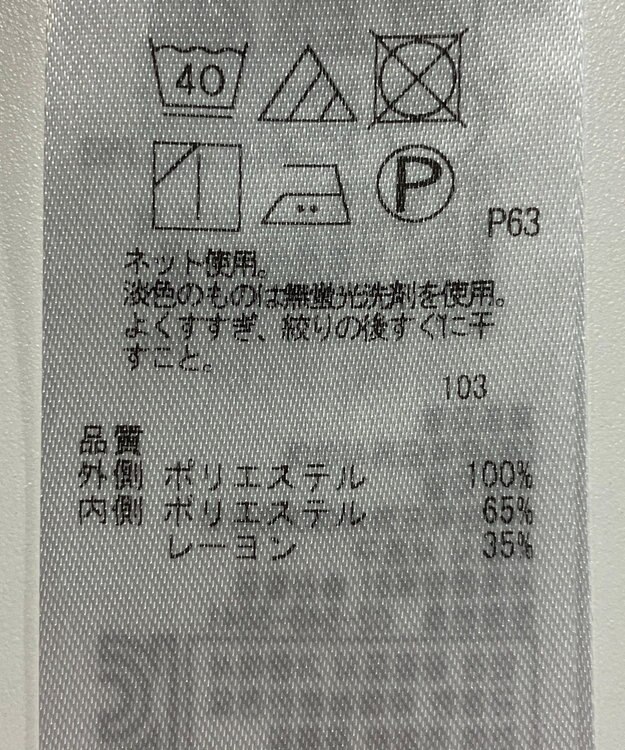 40
P
P63
ネット使用。
淡色のものは無蛍光洗剤を使用。
よくすすぎ、絞りの後すぐに干
すこと。
103
品質
外側 ポリエステル 100%
内側 ポリエステル 65%
レーヨン 35%